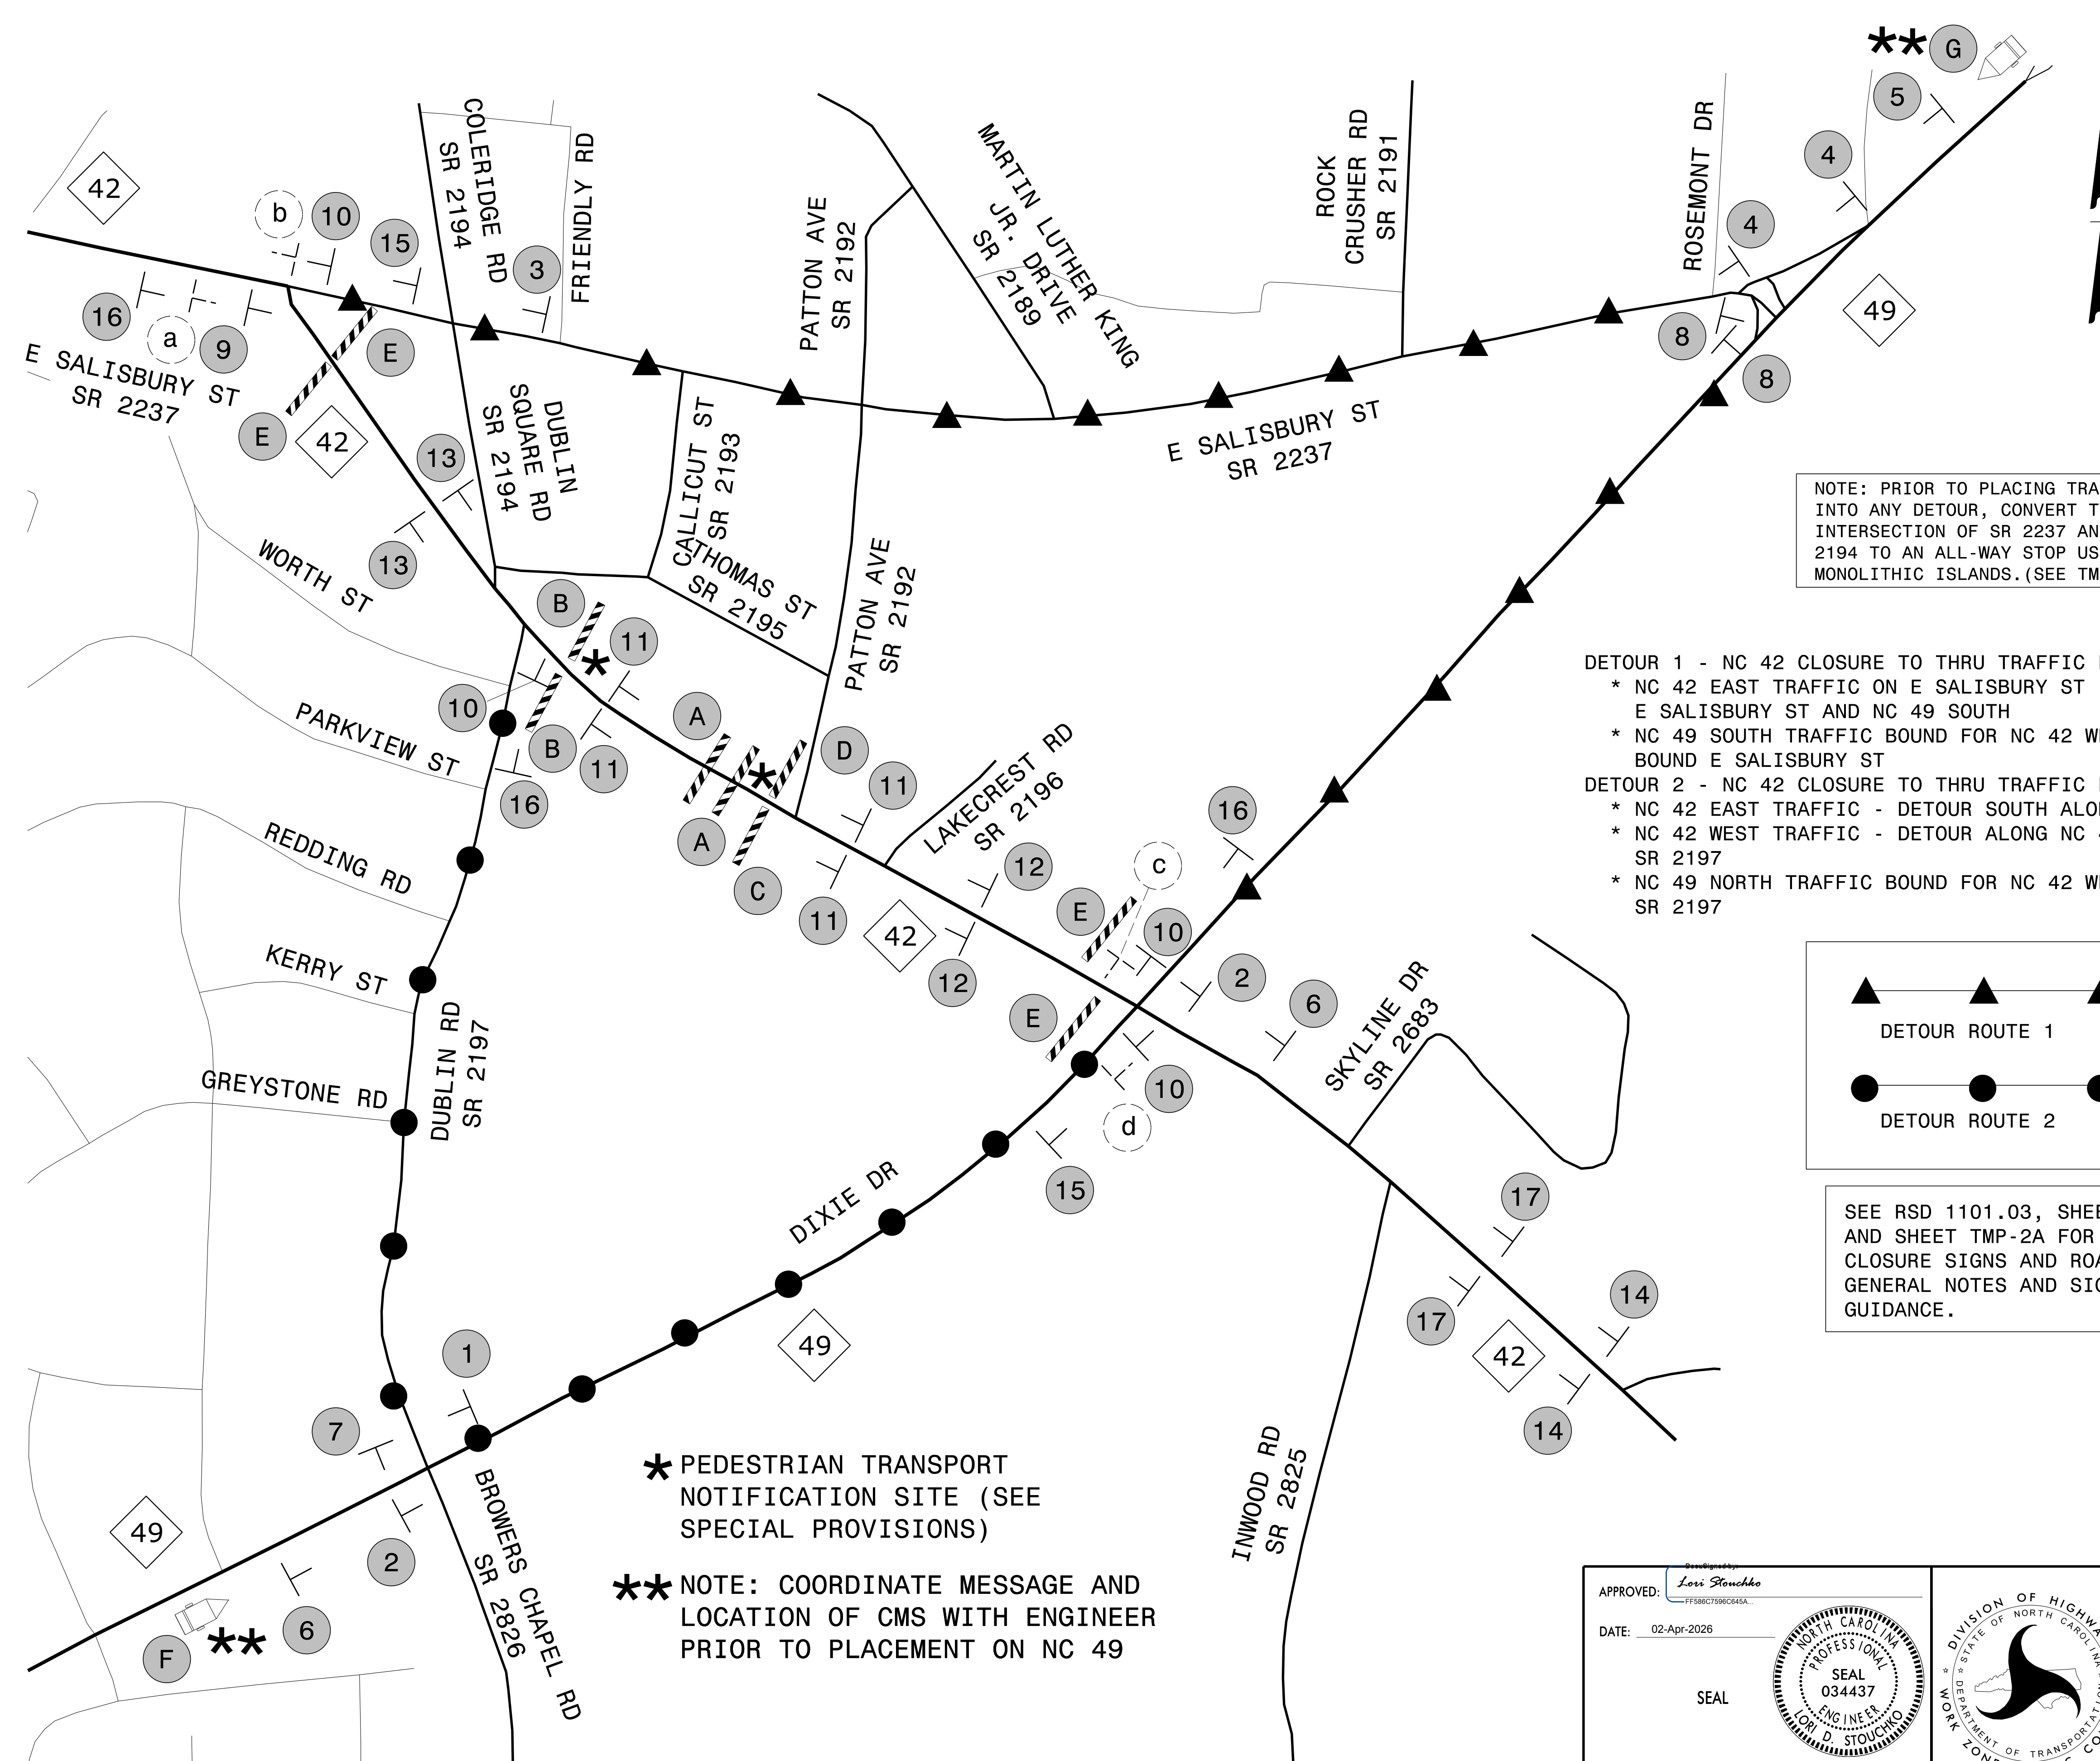 ** G
5
4
4
42
b
10
15
3
COLERIDGE RD
SR 2194
FRIENDLY RD
PATTON AVE
SR 2192
MARTIN LUTHER KING
JR. DRIVE
SR 2189
ROCK
CRUSHER RD
SR 2191
ROSEMONT DR
49
8
8
16
a
9
E
E SALISBURY ST
SR 2237
E
42
13
13
DUBLIN
SQUARE RD
SR 2194
CALLICUT ST
SR 2193
THOMAS ST
SR 2195
PATTON AVE
SR 2192
E SALISBURY ST
SR 2237
NOTE: PRIOR TO PLACING TRA
INTO ANY DETOUR, CONVERT T
INTERSECTION OF SR 2237 AN
2194 TO AN ALL-WAY STOP US
MONOLITHIC ISLANDS.(SEE TM
WORTH ST
B
*
11
10
B
11
16
PARKVIEW ST
A
*
D
A
C
11
11
LAKECREST RD
SR 2196
12
42
12
REDDING RD
KERRY ST
GREYSTONE RD
DUBLIN RD
SR 2197
16
c
E
10
2
6
E
10
d
15
SKYLINE DR
SR 2683
DETOUR 1 - NC 42 CLOSURE TO THRU TRAFFIC
* NC 42 EAST TRAFFIC ON E SALISBURY ST
E SALISBURY ST AND NC 49 SOUTH
* NC 49 SOUTH TRAFFIC BOUND FOR NC 42 W
BOUND E SALISBURY ST
DETOUR 2 - NC 42 CLOSURE TO THRU TRAFFIC
* NC 42 EAST TRAFFIC - DETOUR SOUTH ALO
* NC 42 WEST TRAFFIC - DETOUR ALONG NC
SR 2197
* NC 49 NORTH TRAFFIC BOUND FOR NC 42 W
SR 2197
DETOUR ROUTE 1
DETOUR ROUTE 2
SEE RSD 1101.03, SHEE
AND SHEET TMP-2A FOR
CLOSURE SIGNS AND ROA
GENERAL NOTES AND SIG
GUIDANCE.
DIXIE DR
49
17
17
14
42
14
INWOOD RD
SR 2825
1
7
49
2
6
F **
BROWERS CHAPEL RD
SR 2826
* PEDESTRIAN TRANSPORT
NOTIFICATION SITE (SEE
SPECIAL PROVISIONS)
** NOTE: COORDINATE MESSAGE AND
LOCATION OF CMS WITH ENGINEER
PRIOR TO PLACEMENT ON NC 49
DocuSigned by:
APPROVED: Lori Stouchko
FF586C7596C645A...
DATE: 02-Apr-2026
SEAL
NORTH CAROLINA
PROFESSIONAL
SEAL
034437
ENGINEER
LORI D. STOUCHKO
DIVISION OF HIGHWA
STATE OF NORTH CAROLINA
DEPARTMENT OF TRANSPORTATION
WORK ZON